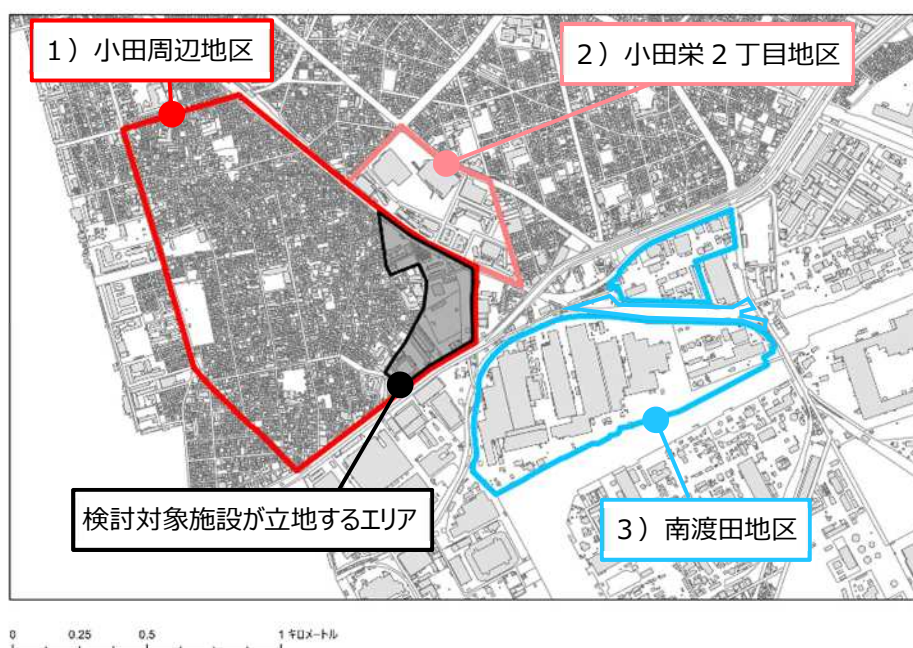 1）小田周辺地区
2）小田栄2丁目地区
検討対象施設が立地するエリア
3）南渡田地区
0 0.25 0.5 1 キロメートル